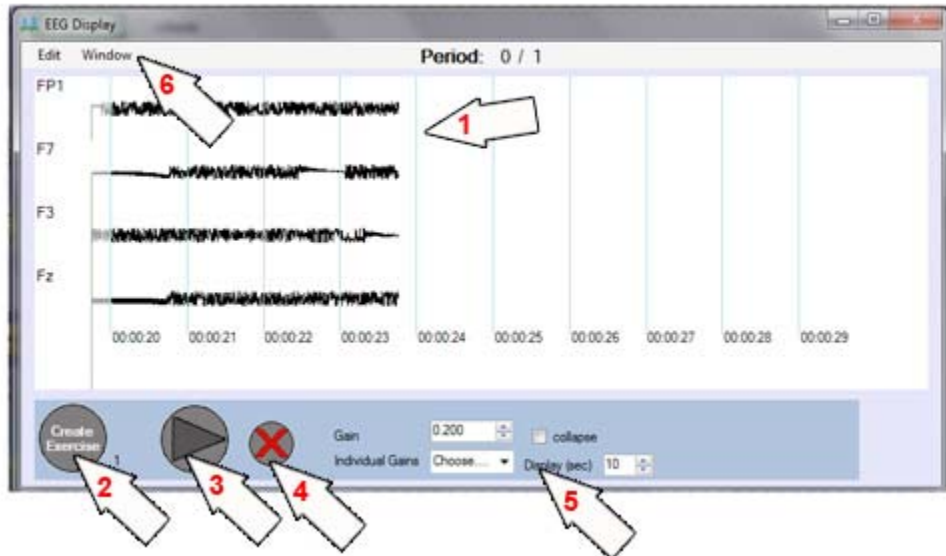 EEG Display
Edit Window Period: 0 / 1
6
FP1
1
F7
F3
Fz
00:00:20 00:00:21 00:00:22 00:00:23 00:00:24 00:00:25 00:00:26 00:00:27 00:00:28 00:00:29
Create
Exercise
1
Gain 0.200 collapse
Individual Gains Choose.... Display (sec) 10
2 3 4 5